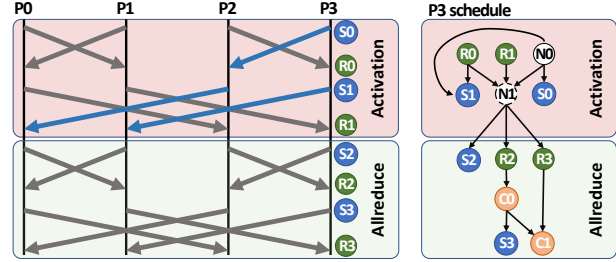 P0 P1 P2 P3
S0
R0
S1
R1
Activation
S2
R2
S3
R3
Allreduce
P3 schedule
R0 R1 N0
S1 N1 S0
Activation
S2 R2 R3
C0
S3 C1
Allreduce